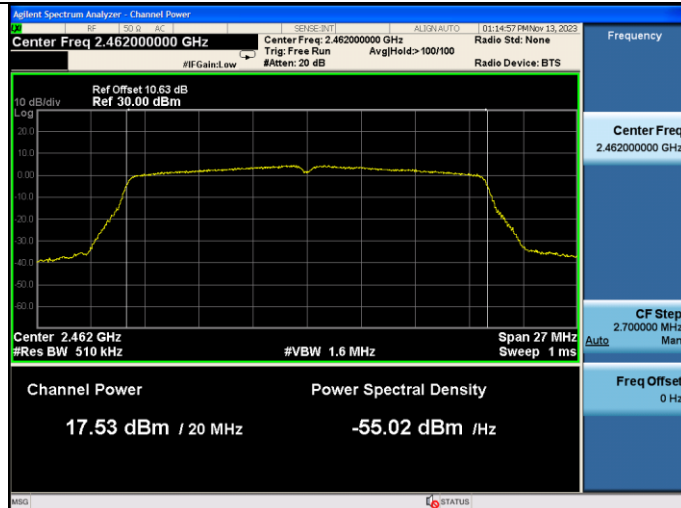 Agilent Spectrum Analyzer - Channel Power
RF 50 Ω AC SENSE:INT ALIGN AUTO 01:14:57 PM Nov 13, 2023
Center Freq 2.462000000 GHz
Center Freq: 2.462000000 GHz
Radio Std: None
Trig: Free Run Avg|Hold:> 100/100
#IFGain:Low
#Atten: 20 dB
Radio Device: BTS
Ref Offset 10.63 dB
10 dB/div
Ref 30.00 dBm
Log
20.0
10.0
0.00
-10.0
-20.0
-30.0
-40.0
-50.0
-60.0
Center 2.462 GHz
Span 27 MHz
#Res BW 510 kHz
#VBW 1.6 MHz
Sweep 1 ms
Channel Power
Power Spectral Density
17.53 dBm / 20 MHz
-55.02 dBm /Hz
MSG
STATUS
Frequency
Center Freq
2.462000000 GHz
CF Step
2.700000 MHz
Auto Man
Freq Offset
0 Hz